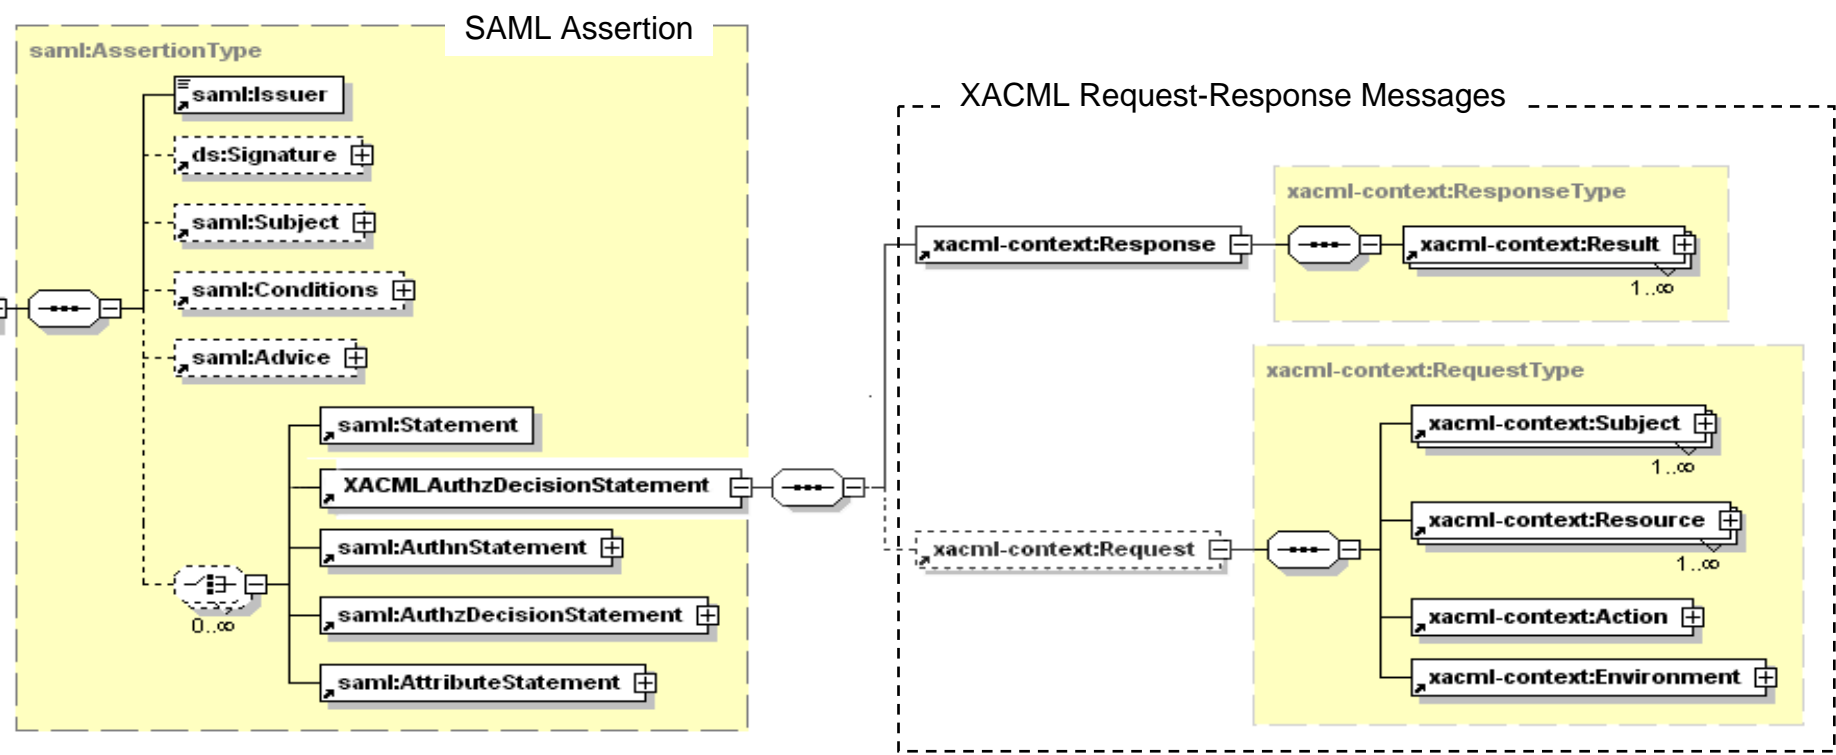 SAML Assertion
saml:AssertionType
saml:Issuer
ds:Signature
saml:Subject
saml:Conditions
saml:Advice
saml:Statement
XACMLAuthzDecisionStatement
saml:AuthnStatement
0..∞
saml:AuthzDecisionStatement
saml:AttributeStatement
XACML Request-Response Messages
xacml-context:ResponseType
xacml-context:Response
xacml-context:Result
1..∞
xacml-context:RequestType
xacml-context:Request
xacml-context:Subject
1..∞
xacml-context:Resource
1..∞
xacml-context:Action
xacml-context:Environment